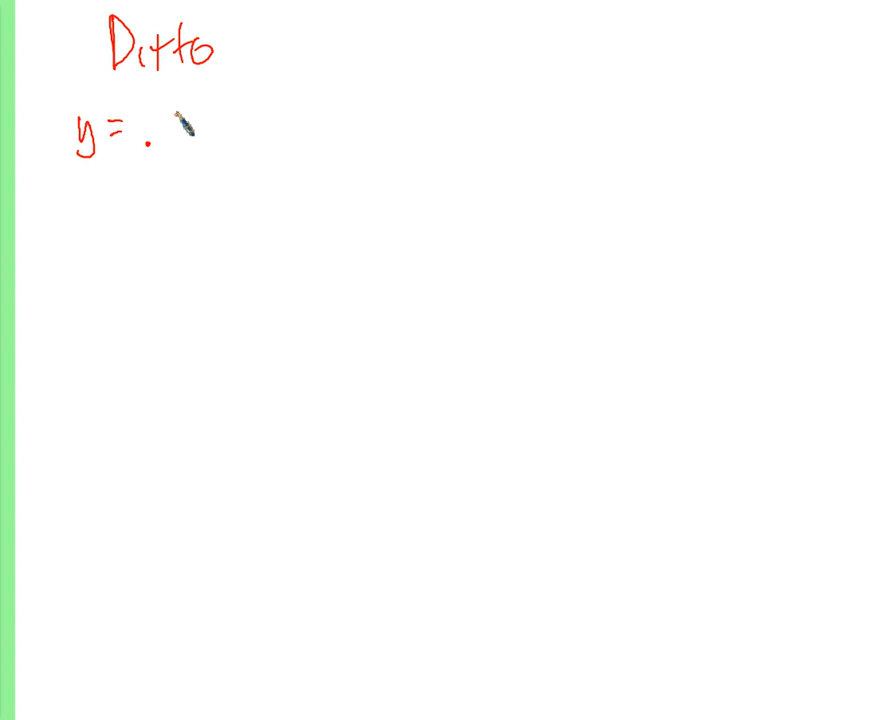 Ditto
y = .